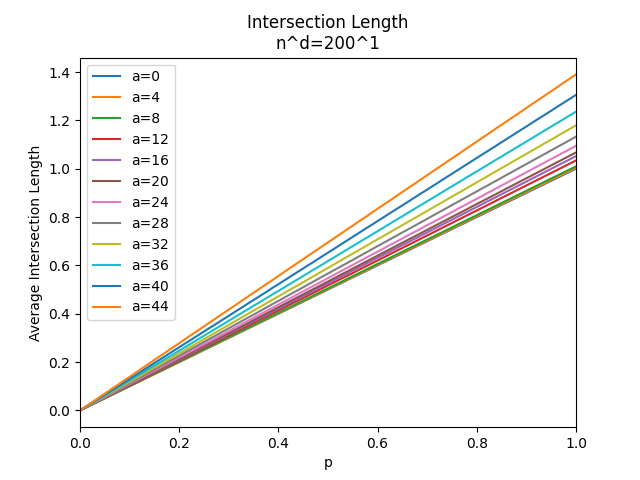 Intersection Length
n^d=200^1
1.4
1.2
1.0
0.8
0.6
0.4
0.2
0.0
Average Intersection Length
a=0
a=4
a=8
a=12
a=16
a=20
a=24
a=28
a=32
a=36
a=40
a=44
0.0 0.2 0.4 0.6 0.8 1.0
p